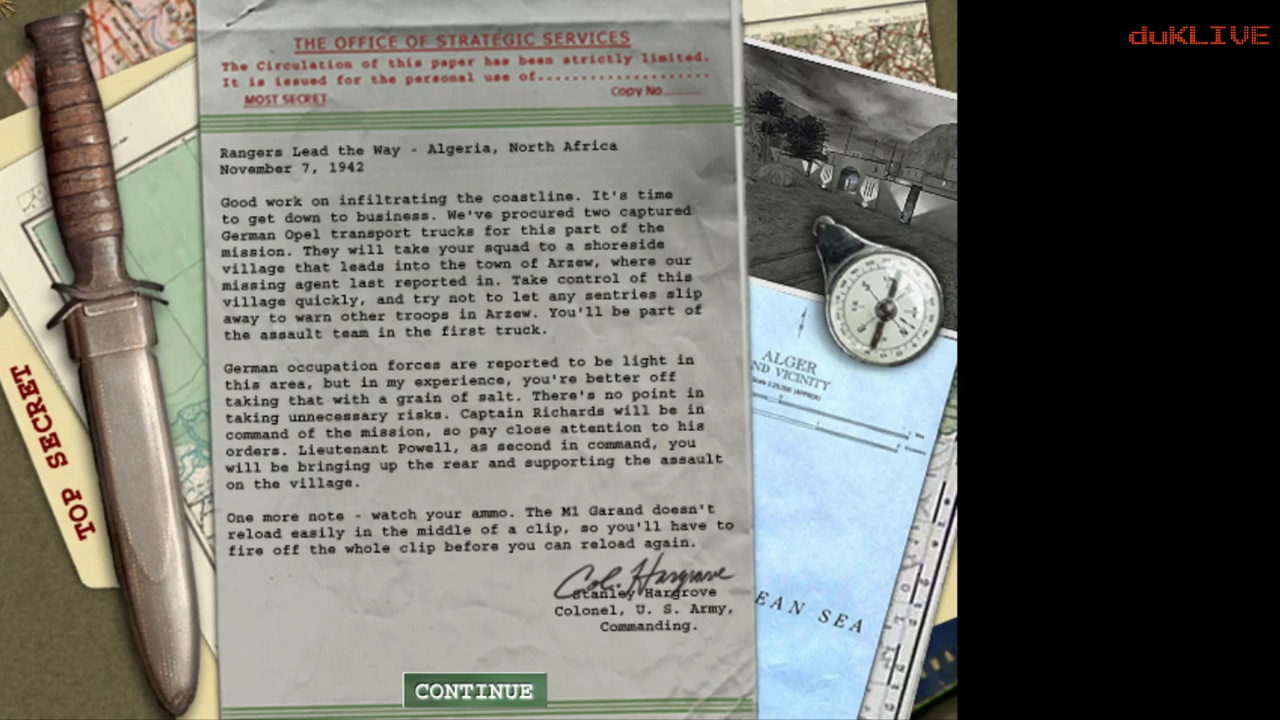 duKLIVE
THE OFFICE OF STRATEGIC SERVICES
The Circulation of this paper has been strictly limited.
It is issued for the personal use of.....................
MOST SECRET
Copy No.........
Rangers Lead the Way - Algeria, North Africa
November 7, 1942
Good work on infiltrating the coastline. It's time
to get down to business. We've procured two captured
German Opel transport trucks for this part of the
mission. They will take your squad to a shoreside
village that leads into the town of Arzew, where our
missing agent last reported in. Take control of this
village quickly, and try not to let any sentries slip
away to warn other troops in Arzew. You'll be part of
the assault team in the first truck.
German occupation forces are reported to be light in
this area, but in my experience, you're better off
taking that with a grain of salt. There's no point in
taking unnecessary risks. Captain Richards will be in
command of the mission, so pay close attention to his
orders. Lieutenant Powell, as second in command, you
will be bringing up the rear and supporting the assault
on the village.
One more note - watch your ammo. The M1 Garand doesn't
reload easily in the middle of a clip, so you'll have to
fire off the whole clip before you can reload again.
Col. Hargrave
Stanley Hargrove
Colonel, U. S. Army,
Commanding.
CONTINUE
TOP SECRET
ALGER
ND VICINITY
EAN SEA